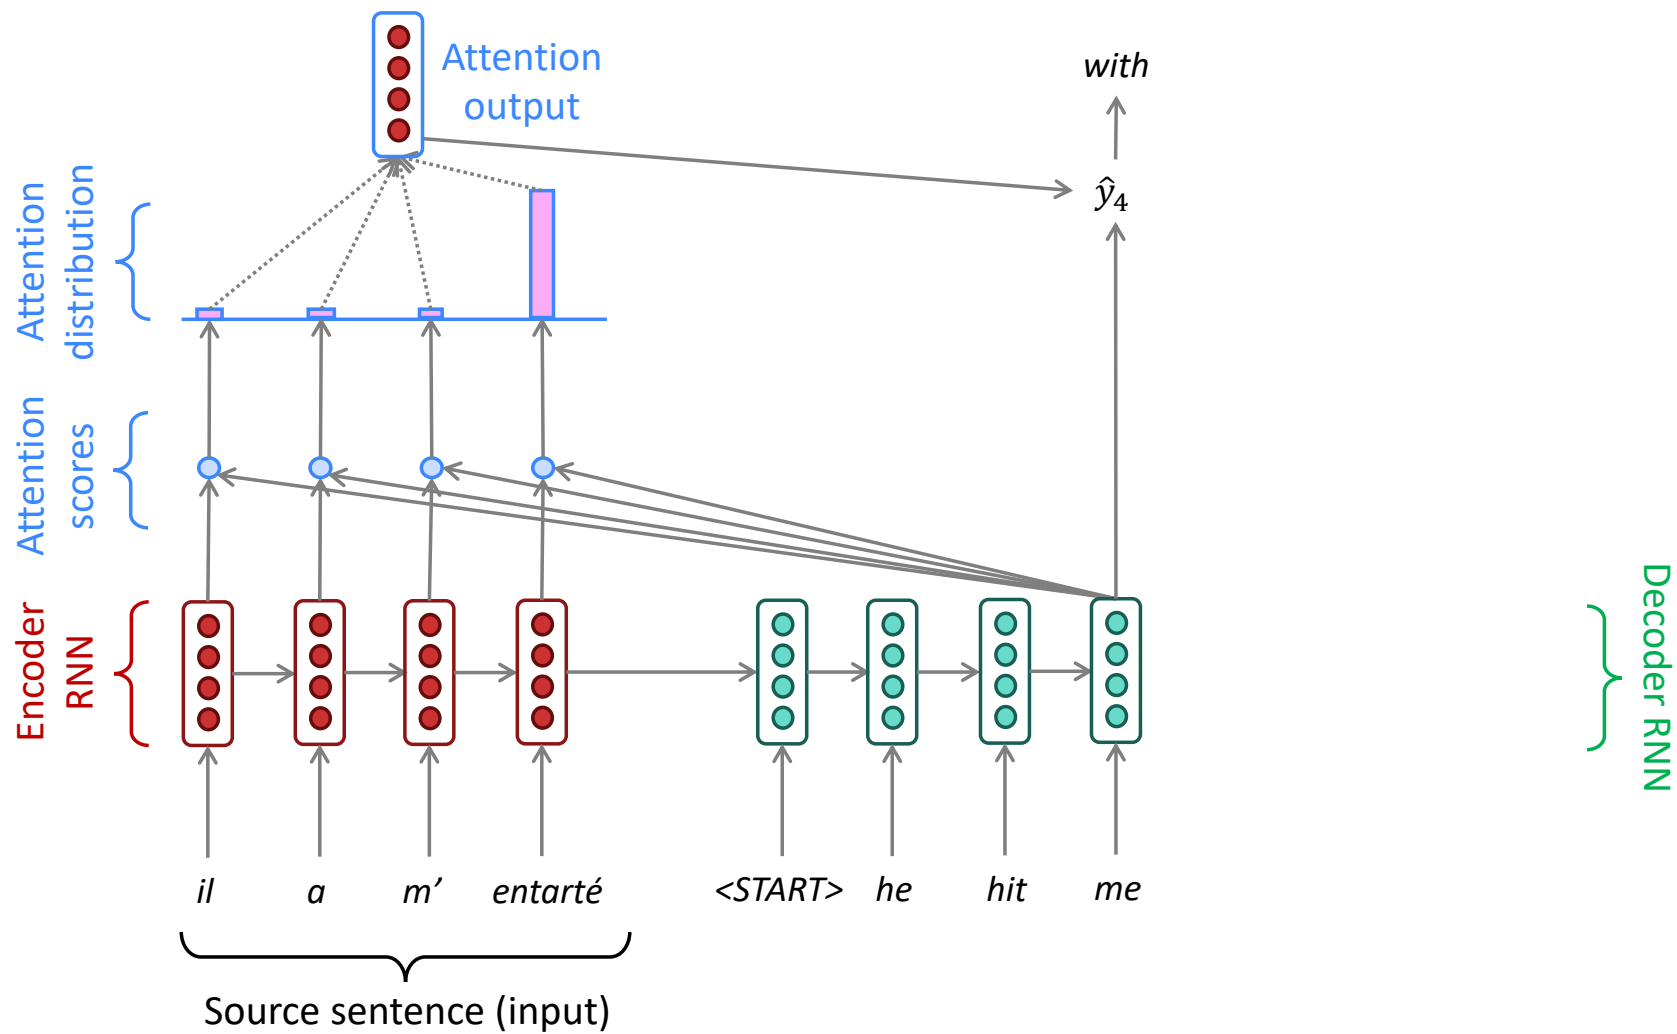 Attention
output
with
ŷ₄
Attention
distribution
Attention
scores
Encoder
RNN
Decoder RNN
il a m’ entarté <START> he hit me
Source sentence (input)